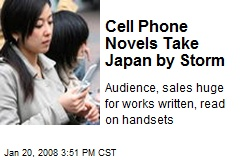 Cell Phone
Novels Take
Japan by Storm
Audience, sales huge
for works written, read
on handsets
Jan 20, 2008 3:51 PM CST